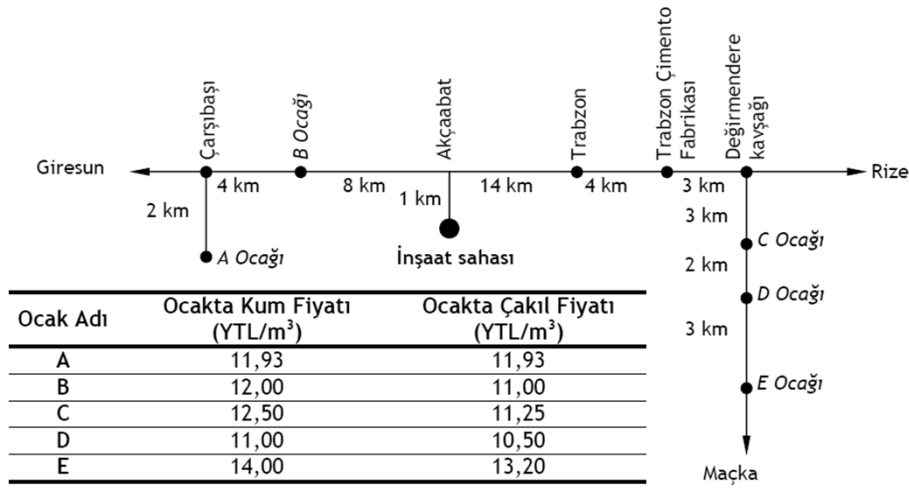 Çarşıbaşı
B Ocağı
Akçaabat
Trabzon
Trabzon Çimento
Fabrikası
Değirmendere
kavşağı
Giresun
Rize
4 km
8 km
14 km
4 km
3 km
2 km
1 km
3 km
A Ocağı
İnşaat sahası
C Ocağı
2 km
D Ocağı
3 km
E Ocağı
Maçka
Ocak Adı Ocakta Kum Fiyatı (YTL/m³) Ocakta Çakıl Fiyatı (YTL/m³)
A 11,93 11,93
B 12,00 11,00
C 12,50 11,25
D 11,00 10,50
E 14,00 13,20